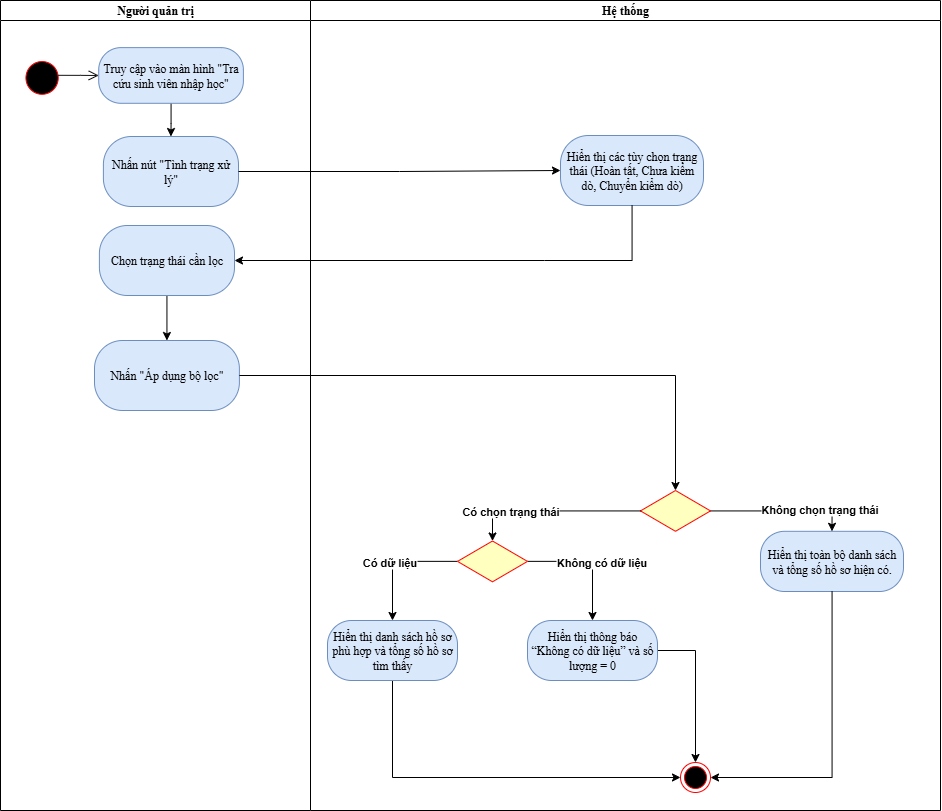 Người quản trị
Hệ thống
Truy cập vào màn hình "Tra
cứu sinh viên nhập học"
Nhấn nút "Tình trạng xử
lý"
Hiển thị các tùy chọn trạng
thái (Hoàn tất, Chưa kiểm
dò, Chuyển kiểm dò)
Chọn trạng thái cần lọc
Nhấn "Áp dụng bộ lọc"
Có chọn trạng thái
Không chọn trạng thái
Hiển thị toàn bộ danh sách
và tổng số hồ sơ hiện có.
Có dữ liệu
Không có dữ liệu
Hiển thị danh sách hồ sơ
phù hợp và tổng số hồ sơ
tìm thấy
Hiển thị thông báo
“Không có dữ liệu” và số
lượng = 0